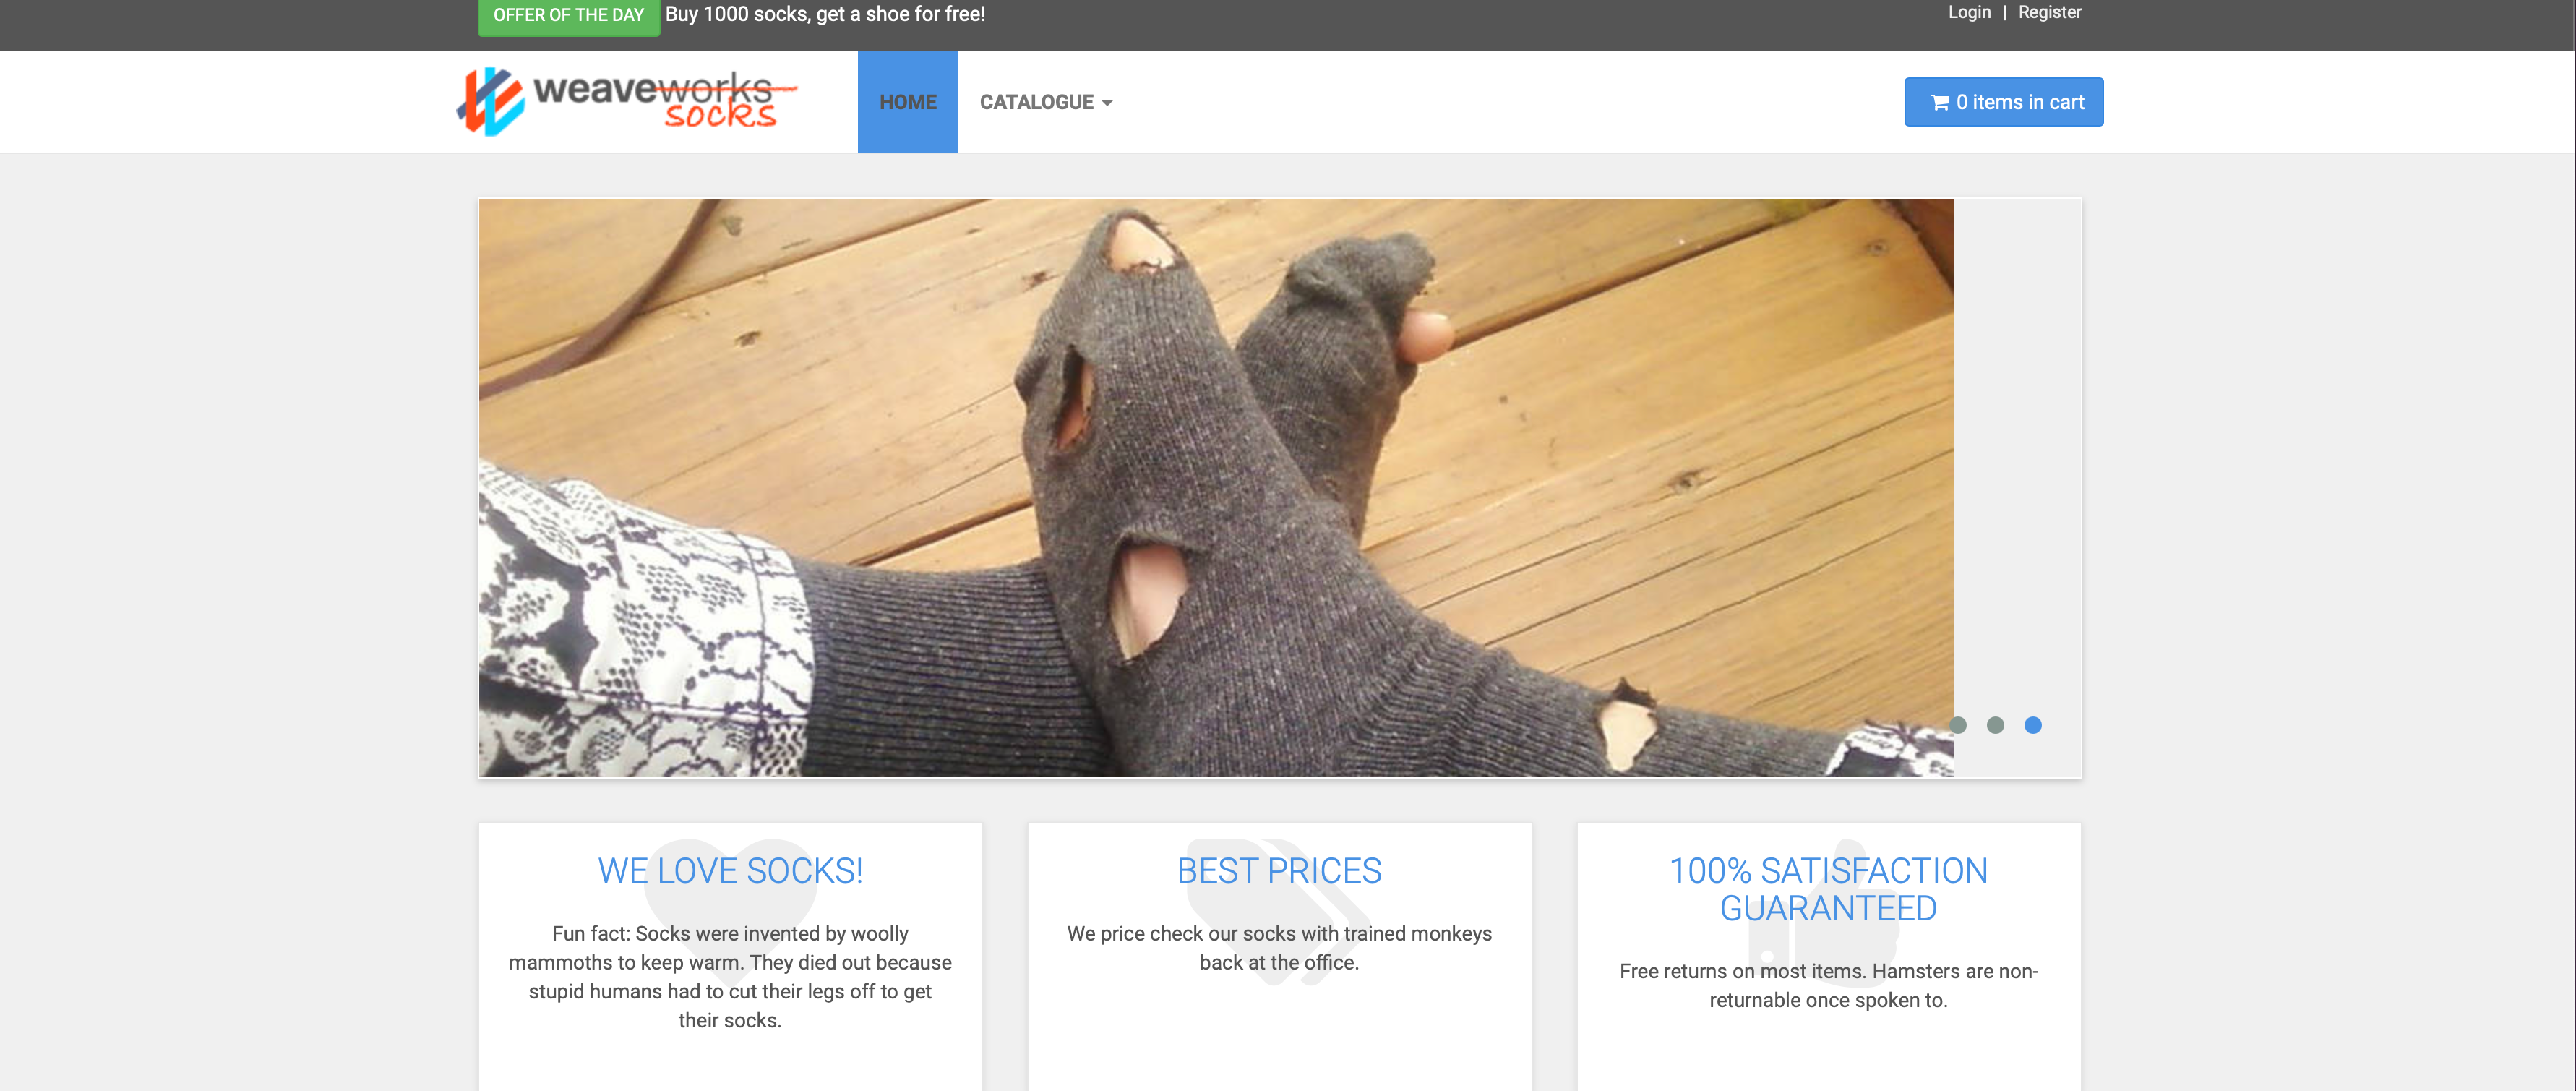 OFFER OF THE DAY Buy 1000 socks, get a shoe for free!
Login | Register
weaveworks
socks
HOME
CATALOGUE
0 items in cart
WE LOVE SOCKS!
Fun fact: Socks were invented by woolly
mammoths to keep warm. They died out because
stupid humans had to cut their legs off to get
their socks.
BEST PRICES
We price check our socks with trained monkeys
back at the office.
100% SATISFACTION
GUARANTEED
Free returns on most items. Hamsters are non-
returnable once spoken to.